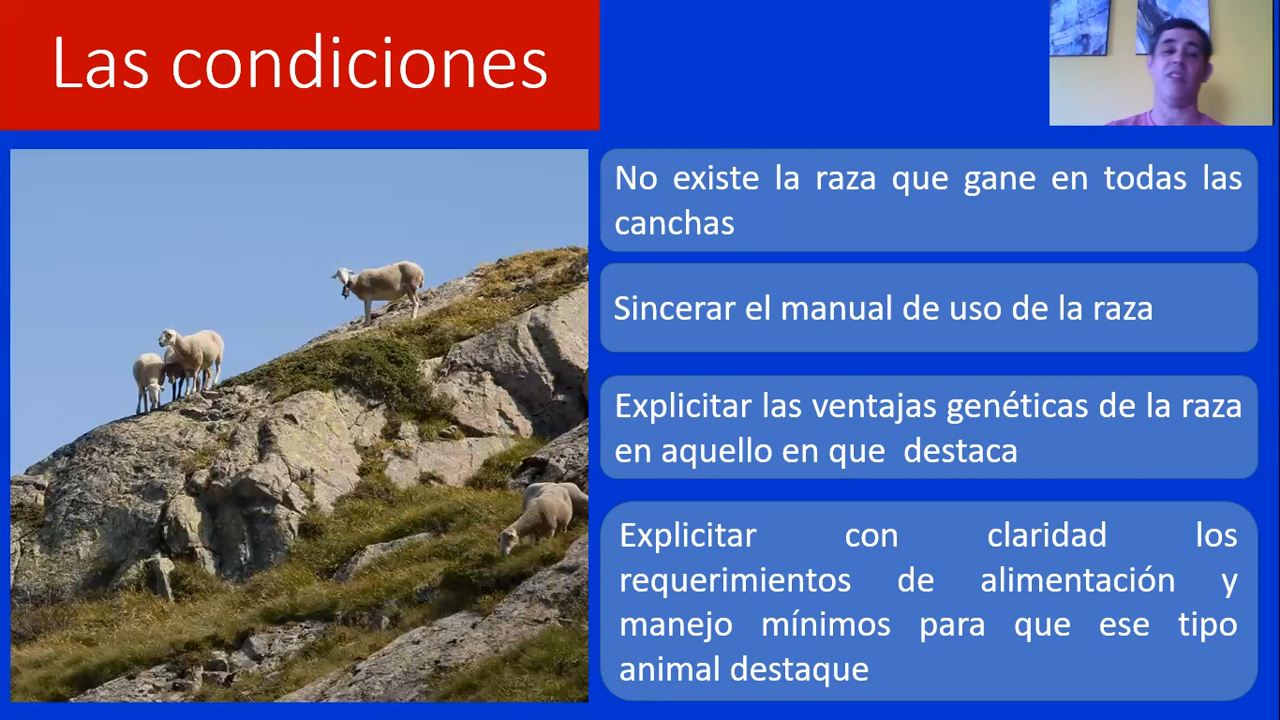 Las condiciones
No existe la raza que gane en todas las
canchas
Sincerar el manual de uso de la raza
Explicitar las ventajas genéticas de la raza
en aquello en que destaca
Explicitar con claridad los
requerimientos de alimentación y
manejo mínimos para que ese tipo
animal destaque